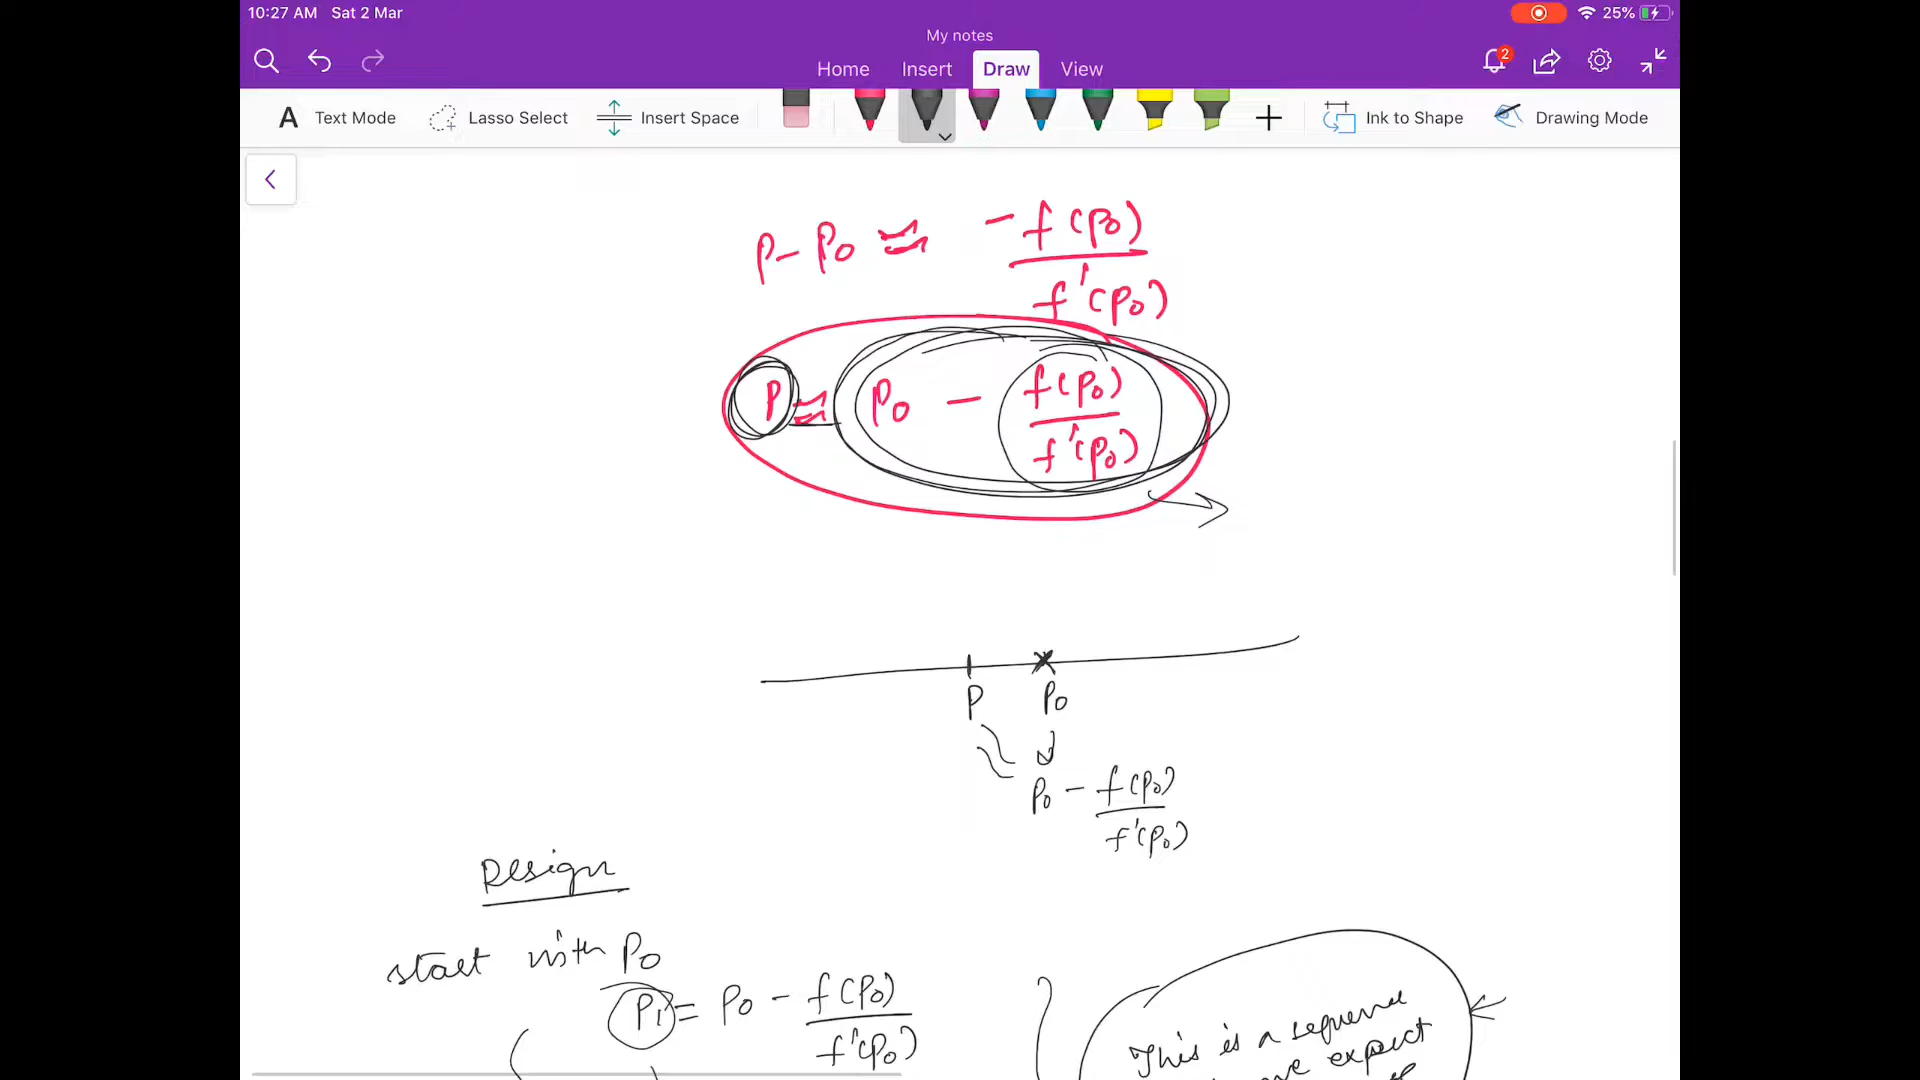 10:27 AM Sat 2 Mar 25%
My notes
Home Insert Draw View 2
Text Mode Lasso Select Insert Space Ink to Shape Drawing Mode
P - P0 ≈ -f(P0) / f'(P0)
P ≈ P0 - f(P0) / f'(P0)
P P0
P0 - f(P0) / f'(P0)
Design
start with P0
P1 = P0 - f(P0) / f'(P0)
This is a sequence
we expect